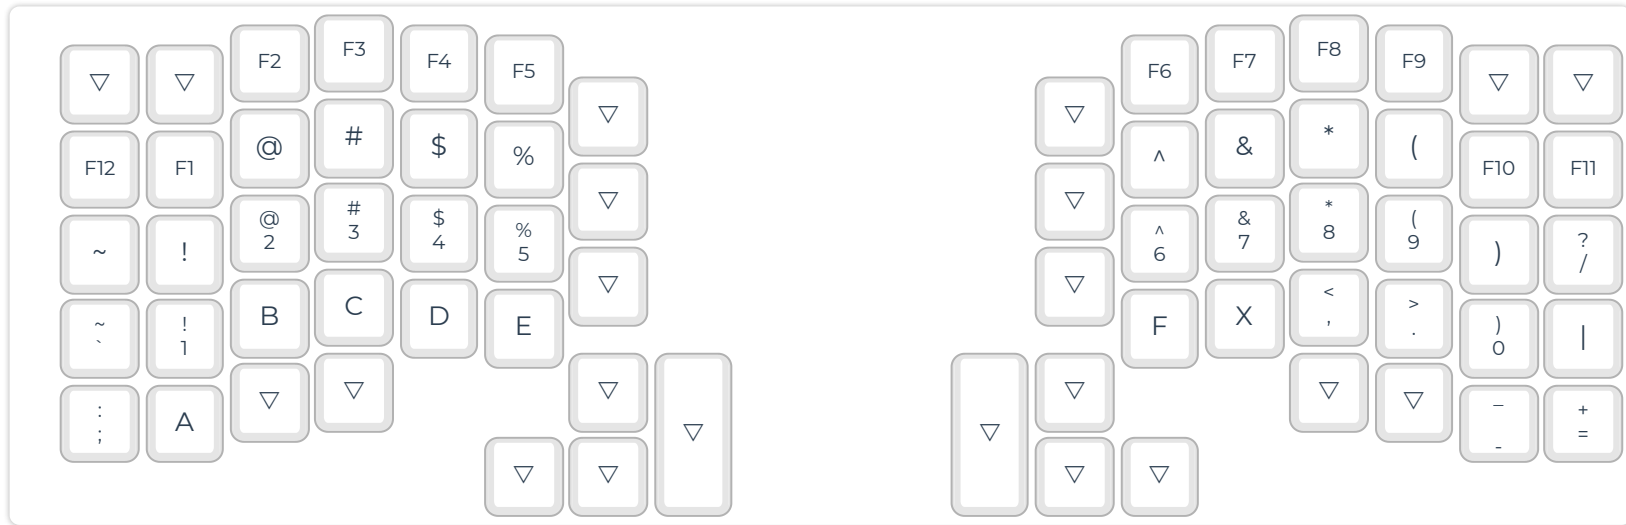 ▽ ▽ F2 F3 F4 F5 F6 F7 F8 F9 ▽ ▽
▽ ▽
F12 F1 @ # $ % ^ & * ( F10 F11
▽ ▽
~ ! @ # $ % ^ & * ( ) ?
2 3 4 5 6 7 8 9 /
▽ ▽
~ ! B C D E F X < > ) |
` 1 , . 0
: A ▽ ▽ ▽ ▽ ▽ ▽ ▽ ▽ _ +
; - =
▽ ▽ ▽ ▽